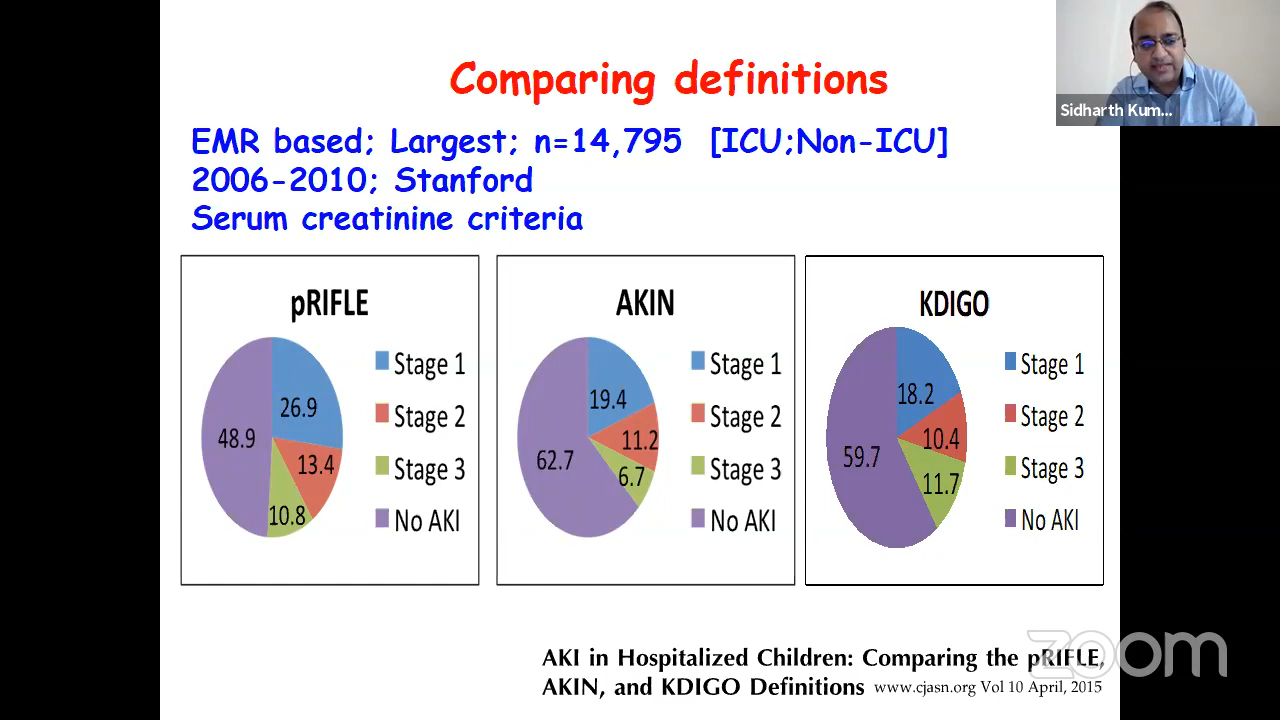 Comparing definitions
Sidharth Kum...
EMR based; Largest; n=14,795 [ICU;Non-ICU]
2006-2010; Stanford
Serum creatinine criteria
pRIFLE
26.9
13.4
10.8
48.9
Stage 1
Stage 2
Stage 3
No AKI
AKIN
19.4
11.2
6.7
62.7
Stage 1
Stage 2
Stage 3
No AKI
KDIGO
18.2
10.4
11.7
59.7
Stage 1
Stage 2
Stage 3
No AKI
zoom
AKI in Hospitalized Children: Comparing the pRIFLE,
AKIN, and KDIGO Definitions www.cjasn.org Vol 10 April, 2015